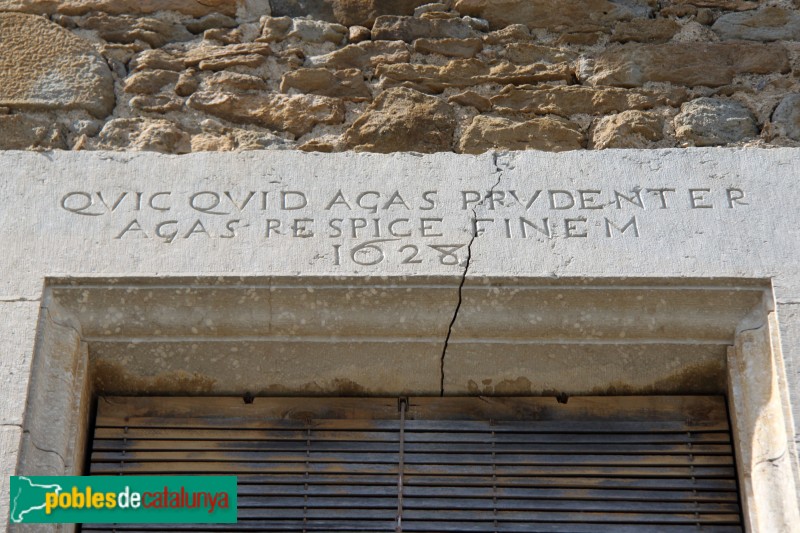 QVIC QVID AGAS PRVDENTER
AGAS RESPICE FINEM
1628
poblesdecatalunya